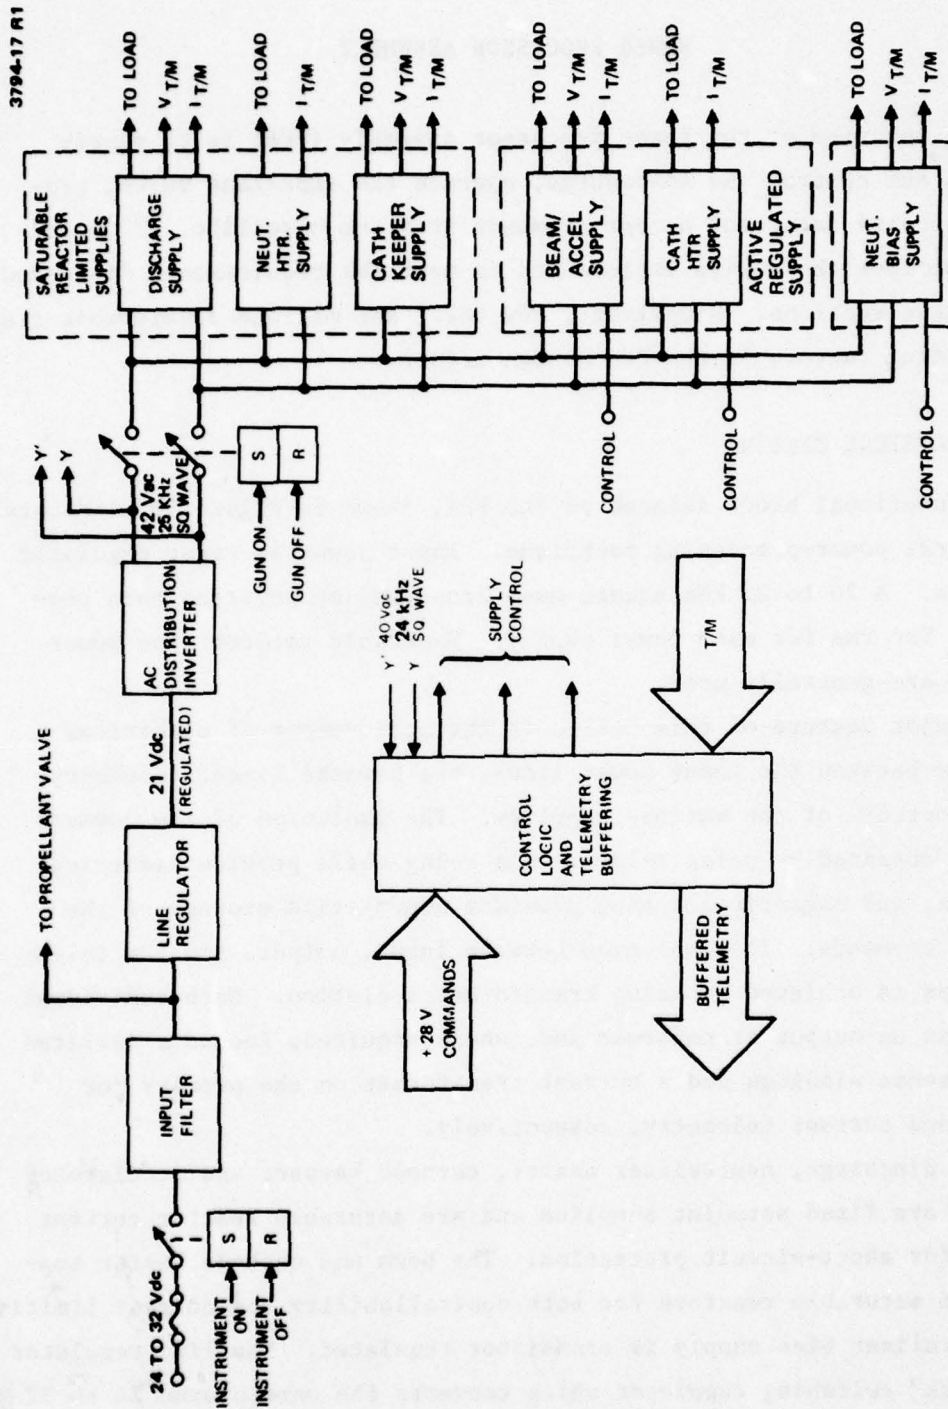 3794-17 R1
24 TO 32 Vdc
INSTRUMENT
ON
INSTRUMENT
OFF
S
R
INPUT
FILTER
TO PROPELLANT VALVE
LINE
REGULATOR
21 Vdc
(REGULATED)
AC
DISTRIBUTION
INVERTER
Y'
Y
42 Vac
25 KHz
SQ WAVE
GUN ON
GUN OFF
S
R
SATURABLE
REACTOR
LIMITED
SUPPLIES
DISCHARGE
SUPPLY
TO LOAD
V T/M
I T/M
NEUT.
HTR.
SUPPLY
TO LOAD
I T/M
CATH
KEEPER
SUPPLY
TO LOAD
V T/M
I T/M
BEAM/
ACCEL
SUPPLY
TO LOAD
V T/M
I T/M
CONTROL
CATH
HTR
SUPPLY
TO LOAD
I T/M
CONTROL
ACTIVE
REGULATED
SUPPLY
NEUT
BIAS
SUPPLY
TO LOAD
V T/M
I T/M
CONTROL
+28 V
COMMANDS
CONTROL
LOGIC
AND
TELEMETRY
BUFFERING
Y'
Y
40 Vac
24 kHz
SQ WAVE
SUPPLY
CONTROL
T/M
BUFFERED
TELEMETRY